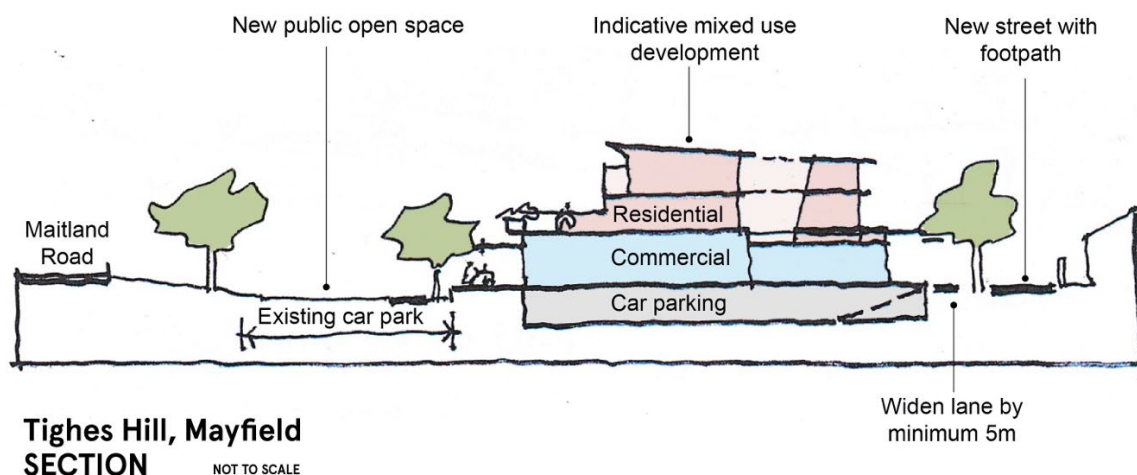 New public open space
Indicative mixed use
development
New street with
footpath
Maitland
Road
Residential
Commercial
Existing car park
Car parking
Widen lane by
minimum 5m
Tighes Hill, Mayfield
SECTION NOT TO SCALE